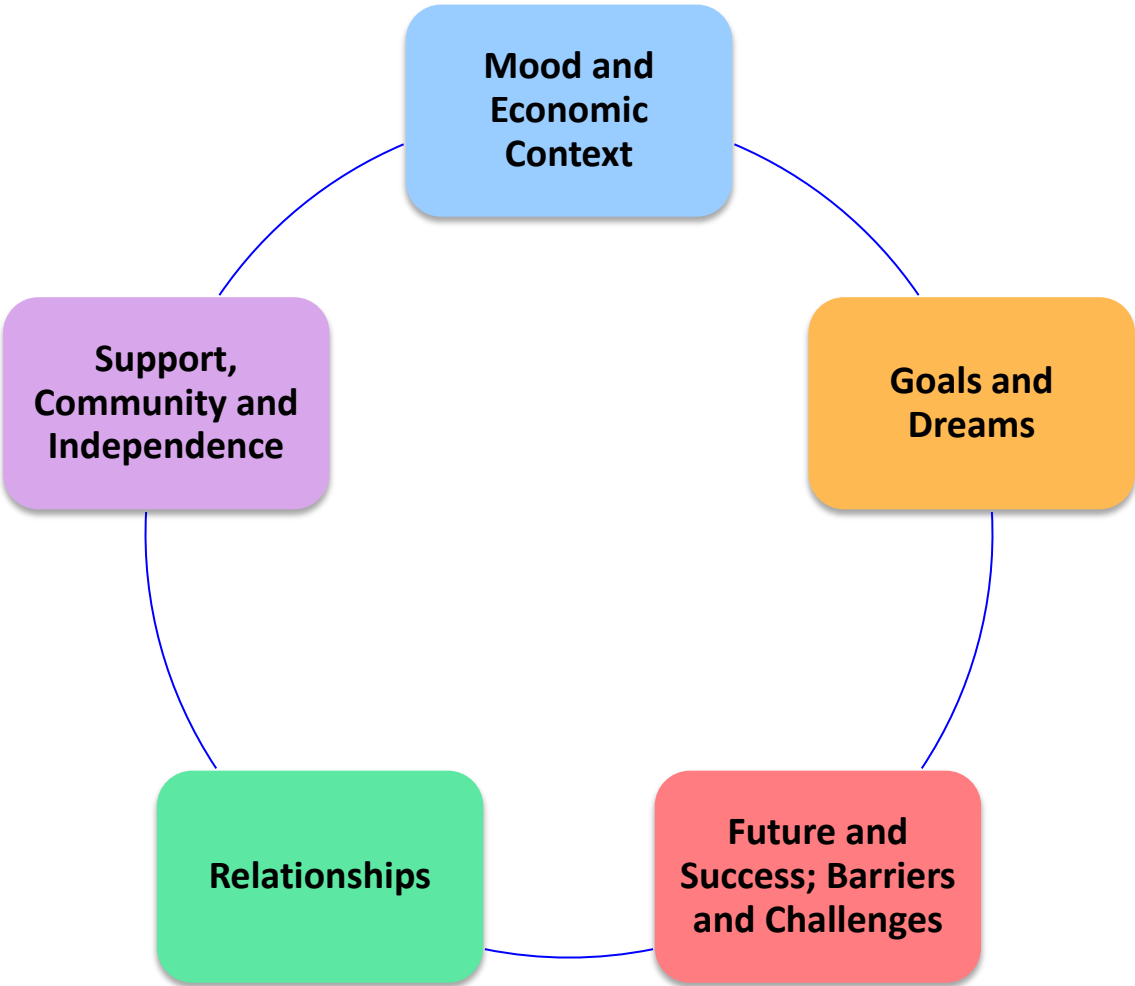 Mood and
Economic
Context
Goals and
Dreams
Future and
Success; Barriers
and Challenges
Relationships
Support,
Community and
Independence